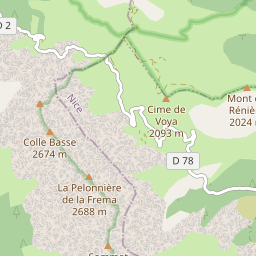 D 2
Nice
Cime de
Voya
2093 m
Mont
Réni
2024
Colle Basse
2674 m
D 78
La Pelonnière
de la Frema
2688 m